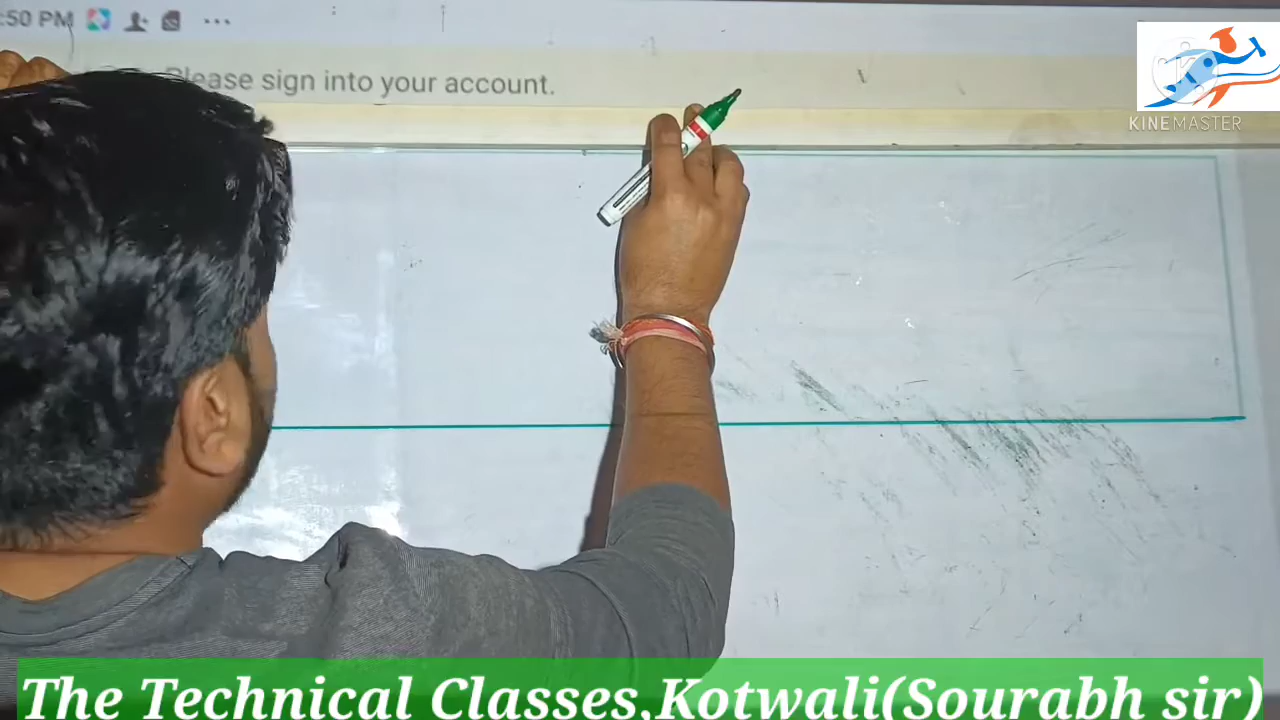 :50 PM
Please sign into your account.
KINEMASTER
The Technical Classes,Kotwali(Sourabh sir)